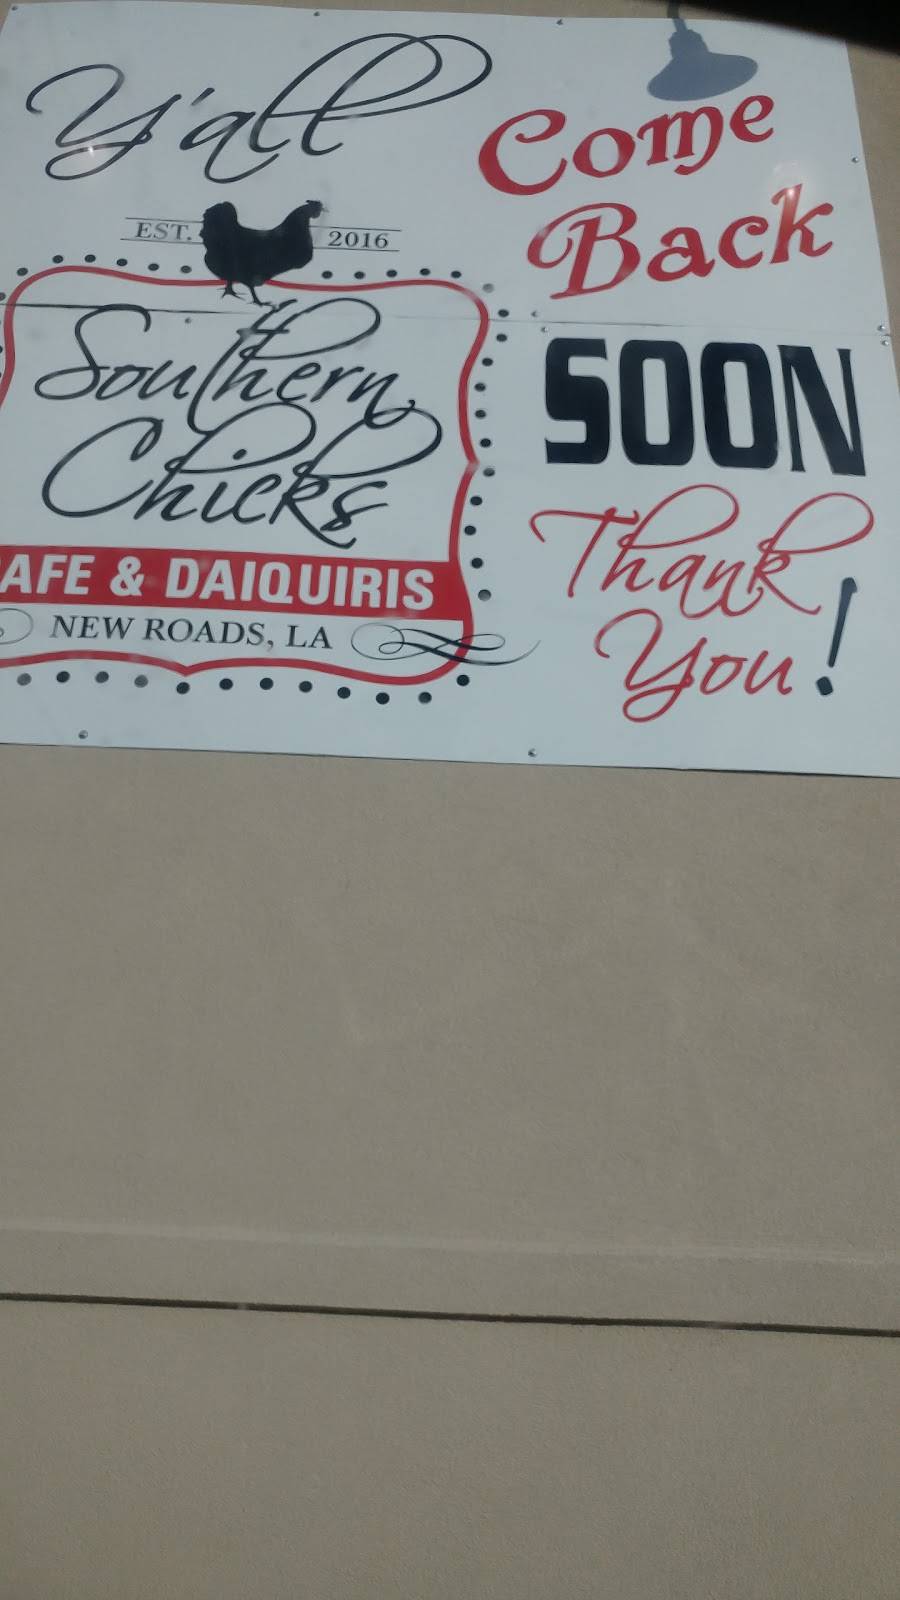 Y'all
Come
Back
SOON
Thank
You!
EST. 2016
Southern
Chicks
AFE & DAIQUIRIS
NEW ROADS, LA